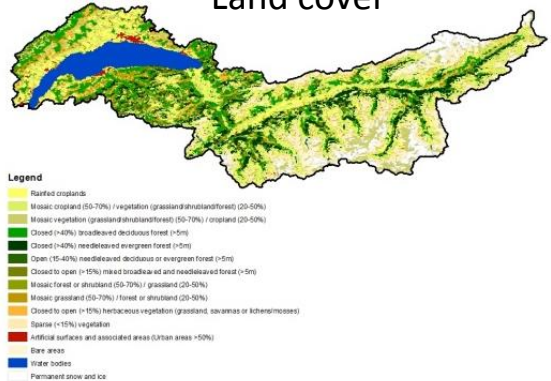 Land cover
Legend
Rainfed croplands
Mosaic cropland (50-70%) / vegetation (grassland/shrubland/forest) (20-50%)
Mosaic vegetation (grassland/shrubland/forest) (50-70%) / cropland (20-50%)
Closed (>40%) broadleaved deciduous forest (>5m)
Closed (>40%) needleleaved evergreen forest (>5m)
Open (15-40%) needleleaved deciduous or evergreen forest (>5m)
Closed to open (>15%) mixed broadleaved and needleleaved forest (>5m)
Mosaic forest or shrubland (50-70%) / grassland (20-50%)
Mosaic grassland (50-70%) / forest or shrubland (20-50%)
Closed to open (>15%) herbaceous vegetation (grassland, savannas or lichens/mosses)
Sparse (<15%) vegetation
Artificial surfaces and associated areas (Urban areas >50%)
Bare areas
Water bodies
Permanent snow and ice